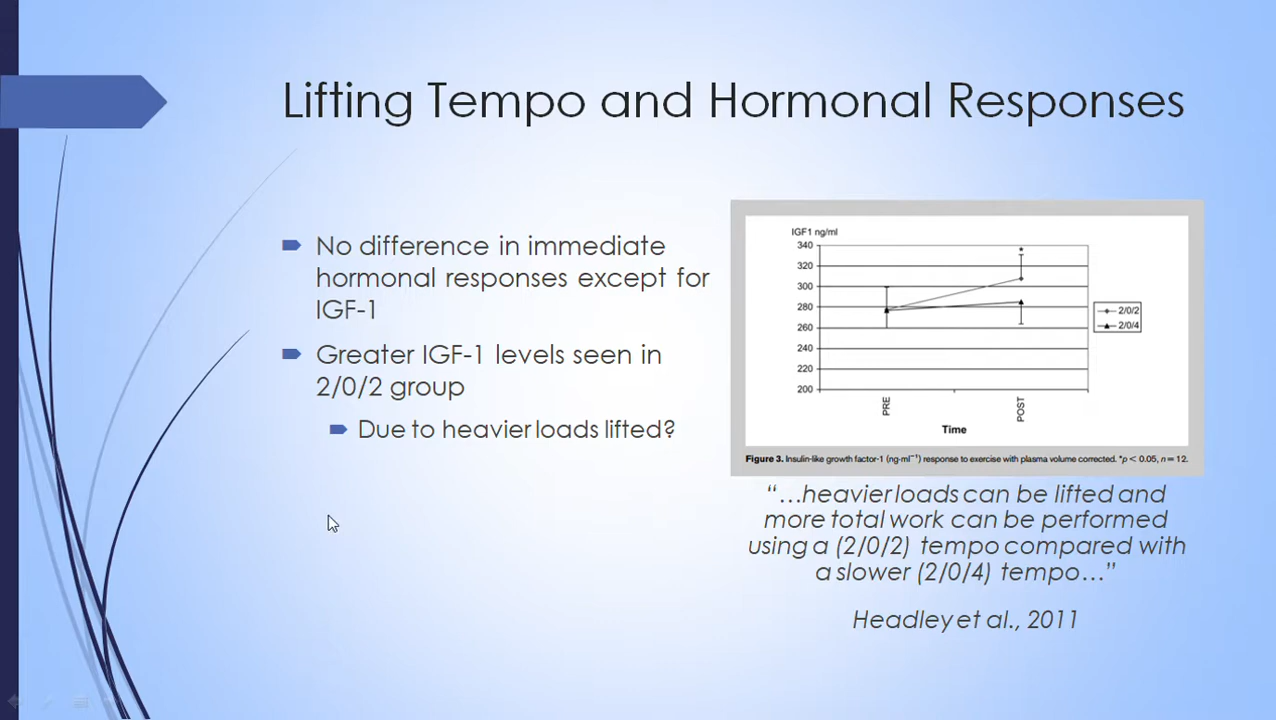 Lifting Tempo and Hormonal Responses
No difference in immediate
hormonal responses except for
IGF-1
Greater IGF-1 levels seen in
2/0/2 group
Due to heavier loads lifted?
IGF1 ng/ml
340
320
300
280
260
240
220
200
*
PRE
POST
Time
2/0/2
2/0/4
Figure 3. Insulin-like growth factor-1 (ng·ml⁻¹) response to exercise with plasma volume corrected. *p < 0.05, n = 12.
“…heavier loads can be lifted and
more total work can be performed
using a (2/0/2) tempo compared with
a slower (2/0/4) tempo…”
Headley et al., 2011